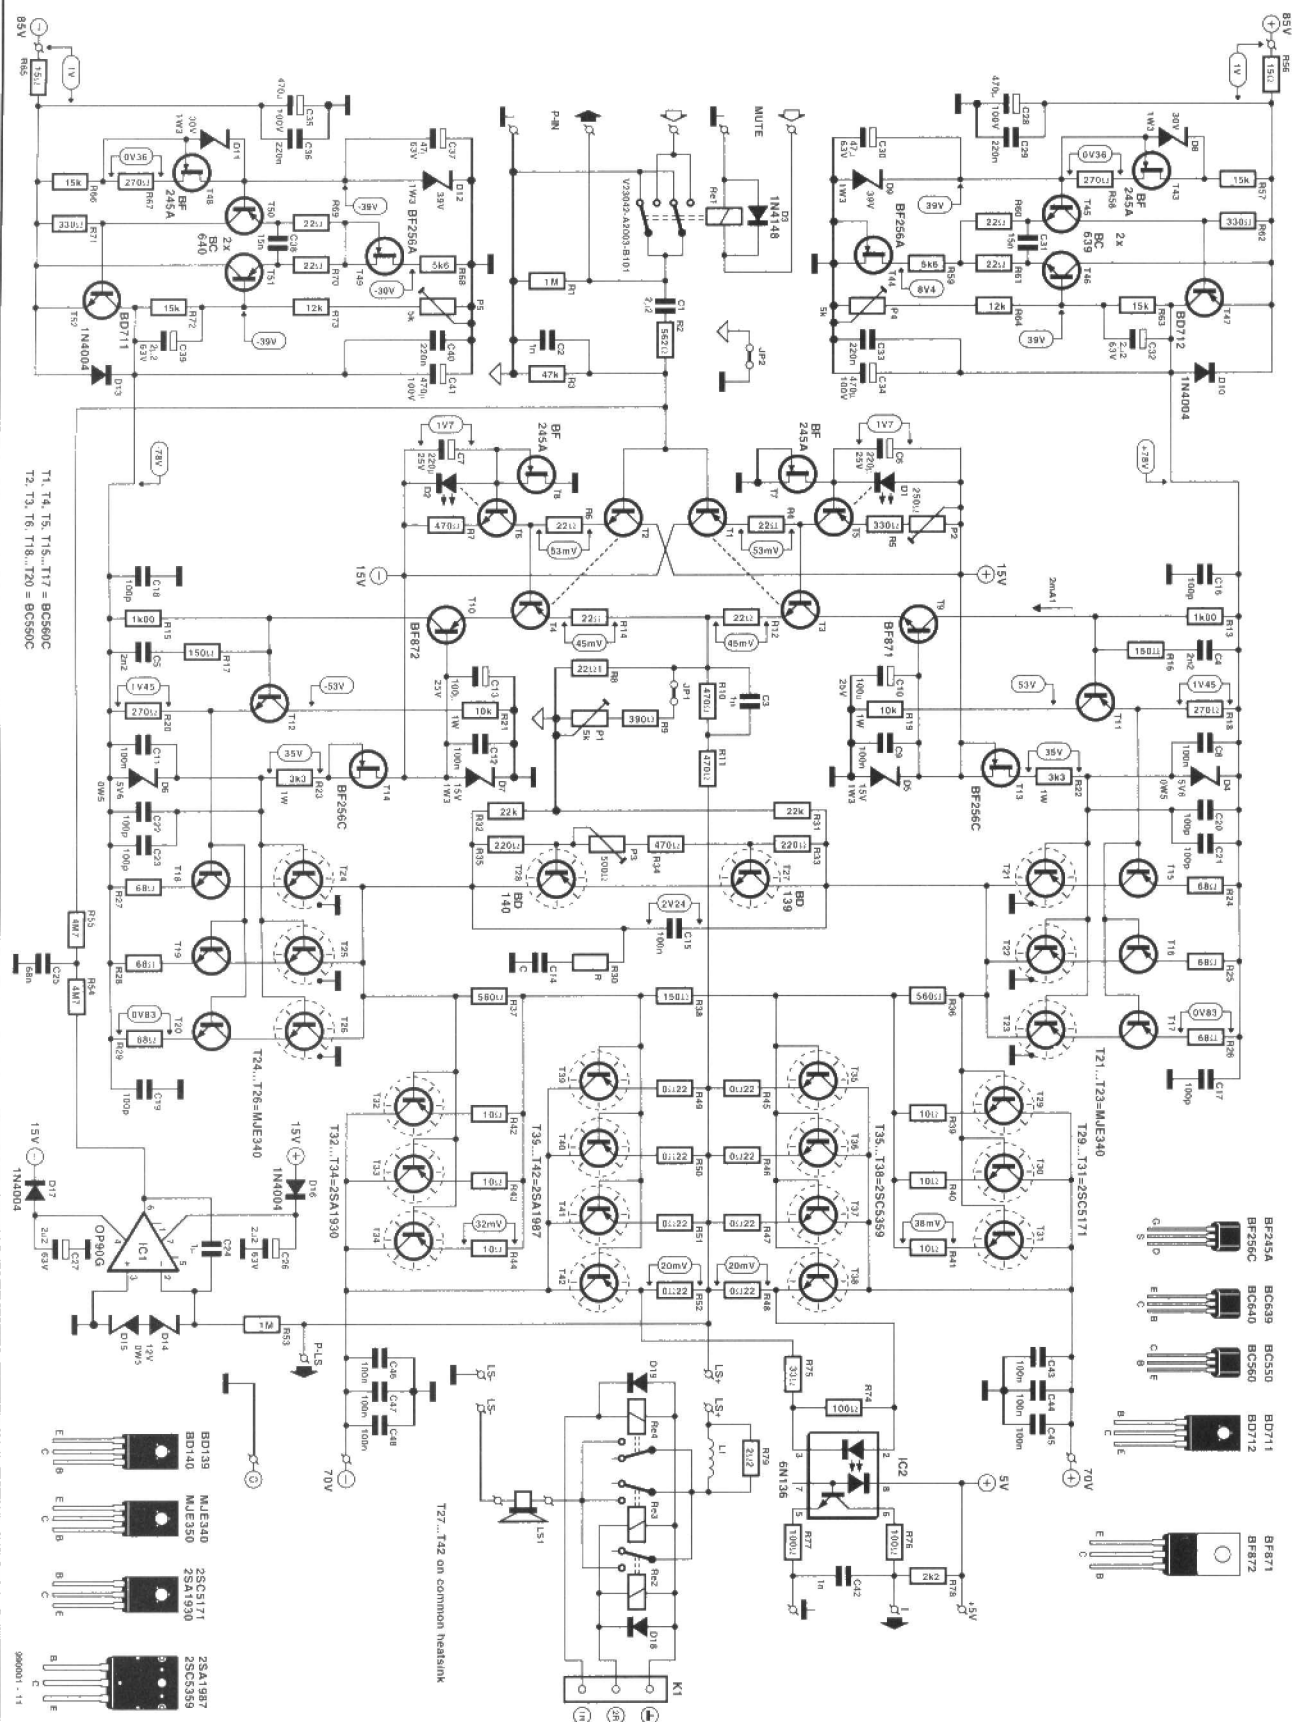 85V
R56
15Ω
1V
470µ
100V
C28
220n
C29
D8
30V
1W3
0V36
270Ω
R58
BF
245A
T43
15k
R57
330Ω
R62
47µ
63V
C30
1W3
D9
39V
39V
22Ω
R60
T45
2x
BC
639
C31
15n
22Ω
R61
T46
BF256A
T44
5k6
R59
8V4
5k
P4
12k
R64
39V
15k
R63
BD712
T47
2µ2
63V
C32
220n
C33
470µ
100V
C34
1N4004
D10
+78V
MUTE
1N4148
D3
Re1
V23042-A2003-B101
P-IN
1M
R1
C1
2µ2
R2
562Ω
C2
1n
R3
47k
JP2
85V
R65
15Ω
1V
470µ
100V
C35
220n
C36
30V
1W3
D11
0V36
15k
R66
270Ω
R67
BF
245A
T48
330Ω
R71
47µ
63V
C37
1W3
D12
39V
-39V
22Ω
R69
T50
2x
BC
640
C38
15n
22Ω
R70
T51
BF256A
T49
5k6
R68
-30V
5k
P5
12k
R73
-39V
15k
R72
BD711
T52
2µ2
63V
C39
220n
C40
470µ
100V
C41
1N4004
D13
-78V
1V7
220µ
25V
C6
D1
BF
245A
T7
T5
330Ω
R5
250Ω
P2
22Ω
R4
53mV
T1
T2
22Ω
R6
53mV
T6
470Ω
R7
1V7
220µ
25V
C7
D2
BF
245A
T8
15V
15V
T1, T4, T5, T15...T17 = BC560C
T2, T3, T6, T18...T20 = BC550C
C16
100p
1k00
R13
2mA1
T9
BF871
T3
22Ω
R12
45mV
22Ω
R14
45mV
T4
T10
BF872
1k00
R15
C18
100p
150Ω
R16
C4
2n2
150Ω
R17
C5
2n2
53V
T11
1V45
270Ω
R18
C8
100n
D4
5V6
0W5
35V
3k3
R22
1W
T13
BF256C
100µ
25V
C10
10k
R19
1W
C9
100n
D5
15V
1W3
C3
1n
R10
470Ω
R11
470Ω
JP1
22Ω1
R8
390Ω
R9
5k
P1
100µ
25V
C13
10k
R21
1W
C12
100n
D7
15V
1W3
-53V
T12
1V45
270Ω
R20
C11
100n
D6
5V6
0W5
35V
3k3
R23
1W
T14
BF256C
C20
100p
C21
100p
C22
100p
C23
100p
T21
T15
68Ω
R24
T22
T16
68Ω
R25
T23
T17
0V83
68Ω
R26
C17
100p
T21...T23=MJE340
22k
R31
220Ω
R33
T27
BD
139
470Ω
R34
P3
500Ω
T28
BD
140
22k
R32
220Ω
R35
2V24
C15
100n
R30
R
C14
C
T18
68Ω
R27
T24
T19
68Ω
R28
T25
T20
0V83
68Ω
R29
T26
C19
100p
T24...T26=MJE340
R55
4M7
R54
4M7
C25
68n
560Ω
R36
R38
150Ω
560Ω
R37
T29
10Ω
R39
T30
10Ω
R40
T31
38mV
10Ω
R41
T29...T31=2SC5171
T35
0Ω22
R45
T36
0Ω22
R46
T37
0Ω22
R47
T38
20mV
0Ω22
R48
T35...T38=2SC5359
T39
0Ω22
R49
T40
0Ω22
R50
T41
0Ω22
R51
T42
20mV
0Ω22
R52
T39...T42=2SA1987
T32
10Ω
R42
T33
10Ω
R43
T34
32mV
10Ω
R44
T32...T34=2SA1930
15V
1N4004
D17
15V
1N4004
D16
2µ2
63V
C27
2µ2
63V
C26
OP90G
IC1
C24
1µ
6
4
7
1
5
3
2
D15
D14
12V
0W5
1M
R53
P-LS
C43
100n
C44
100n
C45
100n
70V
C46
100n
C47
100n
C48
100n
70V
0
R75
33Ω
R74
100Ω
IC2
6N136
2
3
8
7
6
5
5V
100Ω
R77
100Ω
R76
C42
1n
2k2
R78
+5V
I
LS+
LS+
LS-
LS-
L1
R79
2Ω2
D19
Re4
Re3
Re2
D18
LS1
K1
1R
2R
T27...T42 on common heatsink
BF245A
BF256C
G
S
D
BC639
BC640
E
C
B
BC550
BC560
C
B
E
BD711
BD712
B
C
E
BF871
BF872
E
C
B
BD139
BD140
E
C
B
MJE340
MJE350
E
C
B
2SC5171
2SA1930
B
C
E
2SA1987
2SC5359
B
C
E
990001 - 11